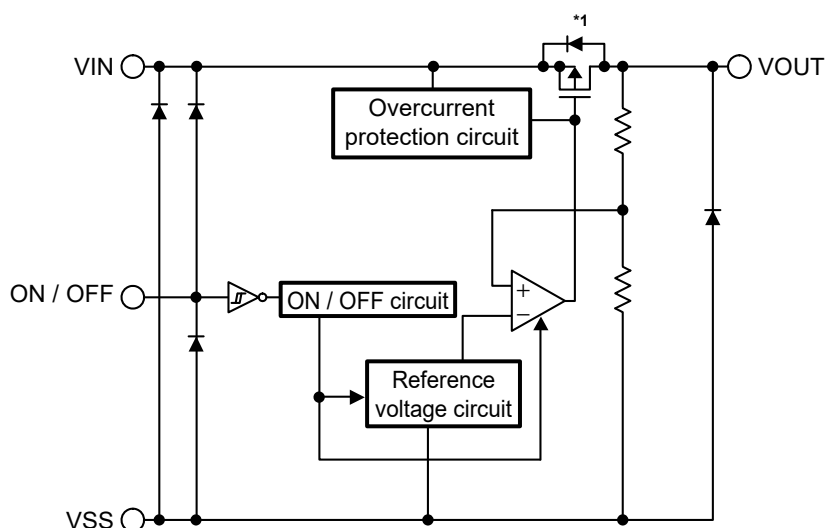 *1
VIN
VOUT
Overcurrent
protection circuit
ON / OFF
ON / OFF circuit
+
−
Reference
voltage circuit
VSS